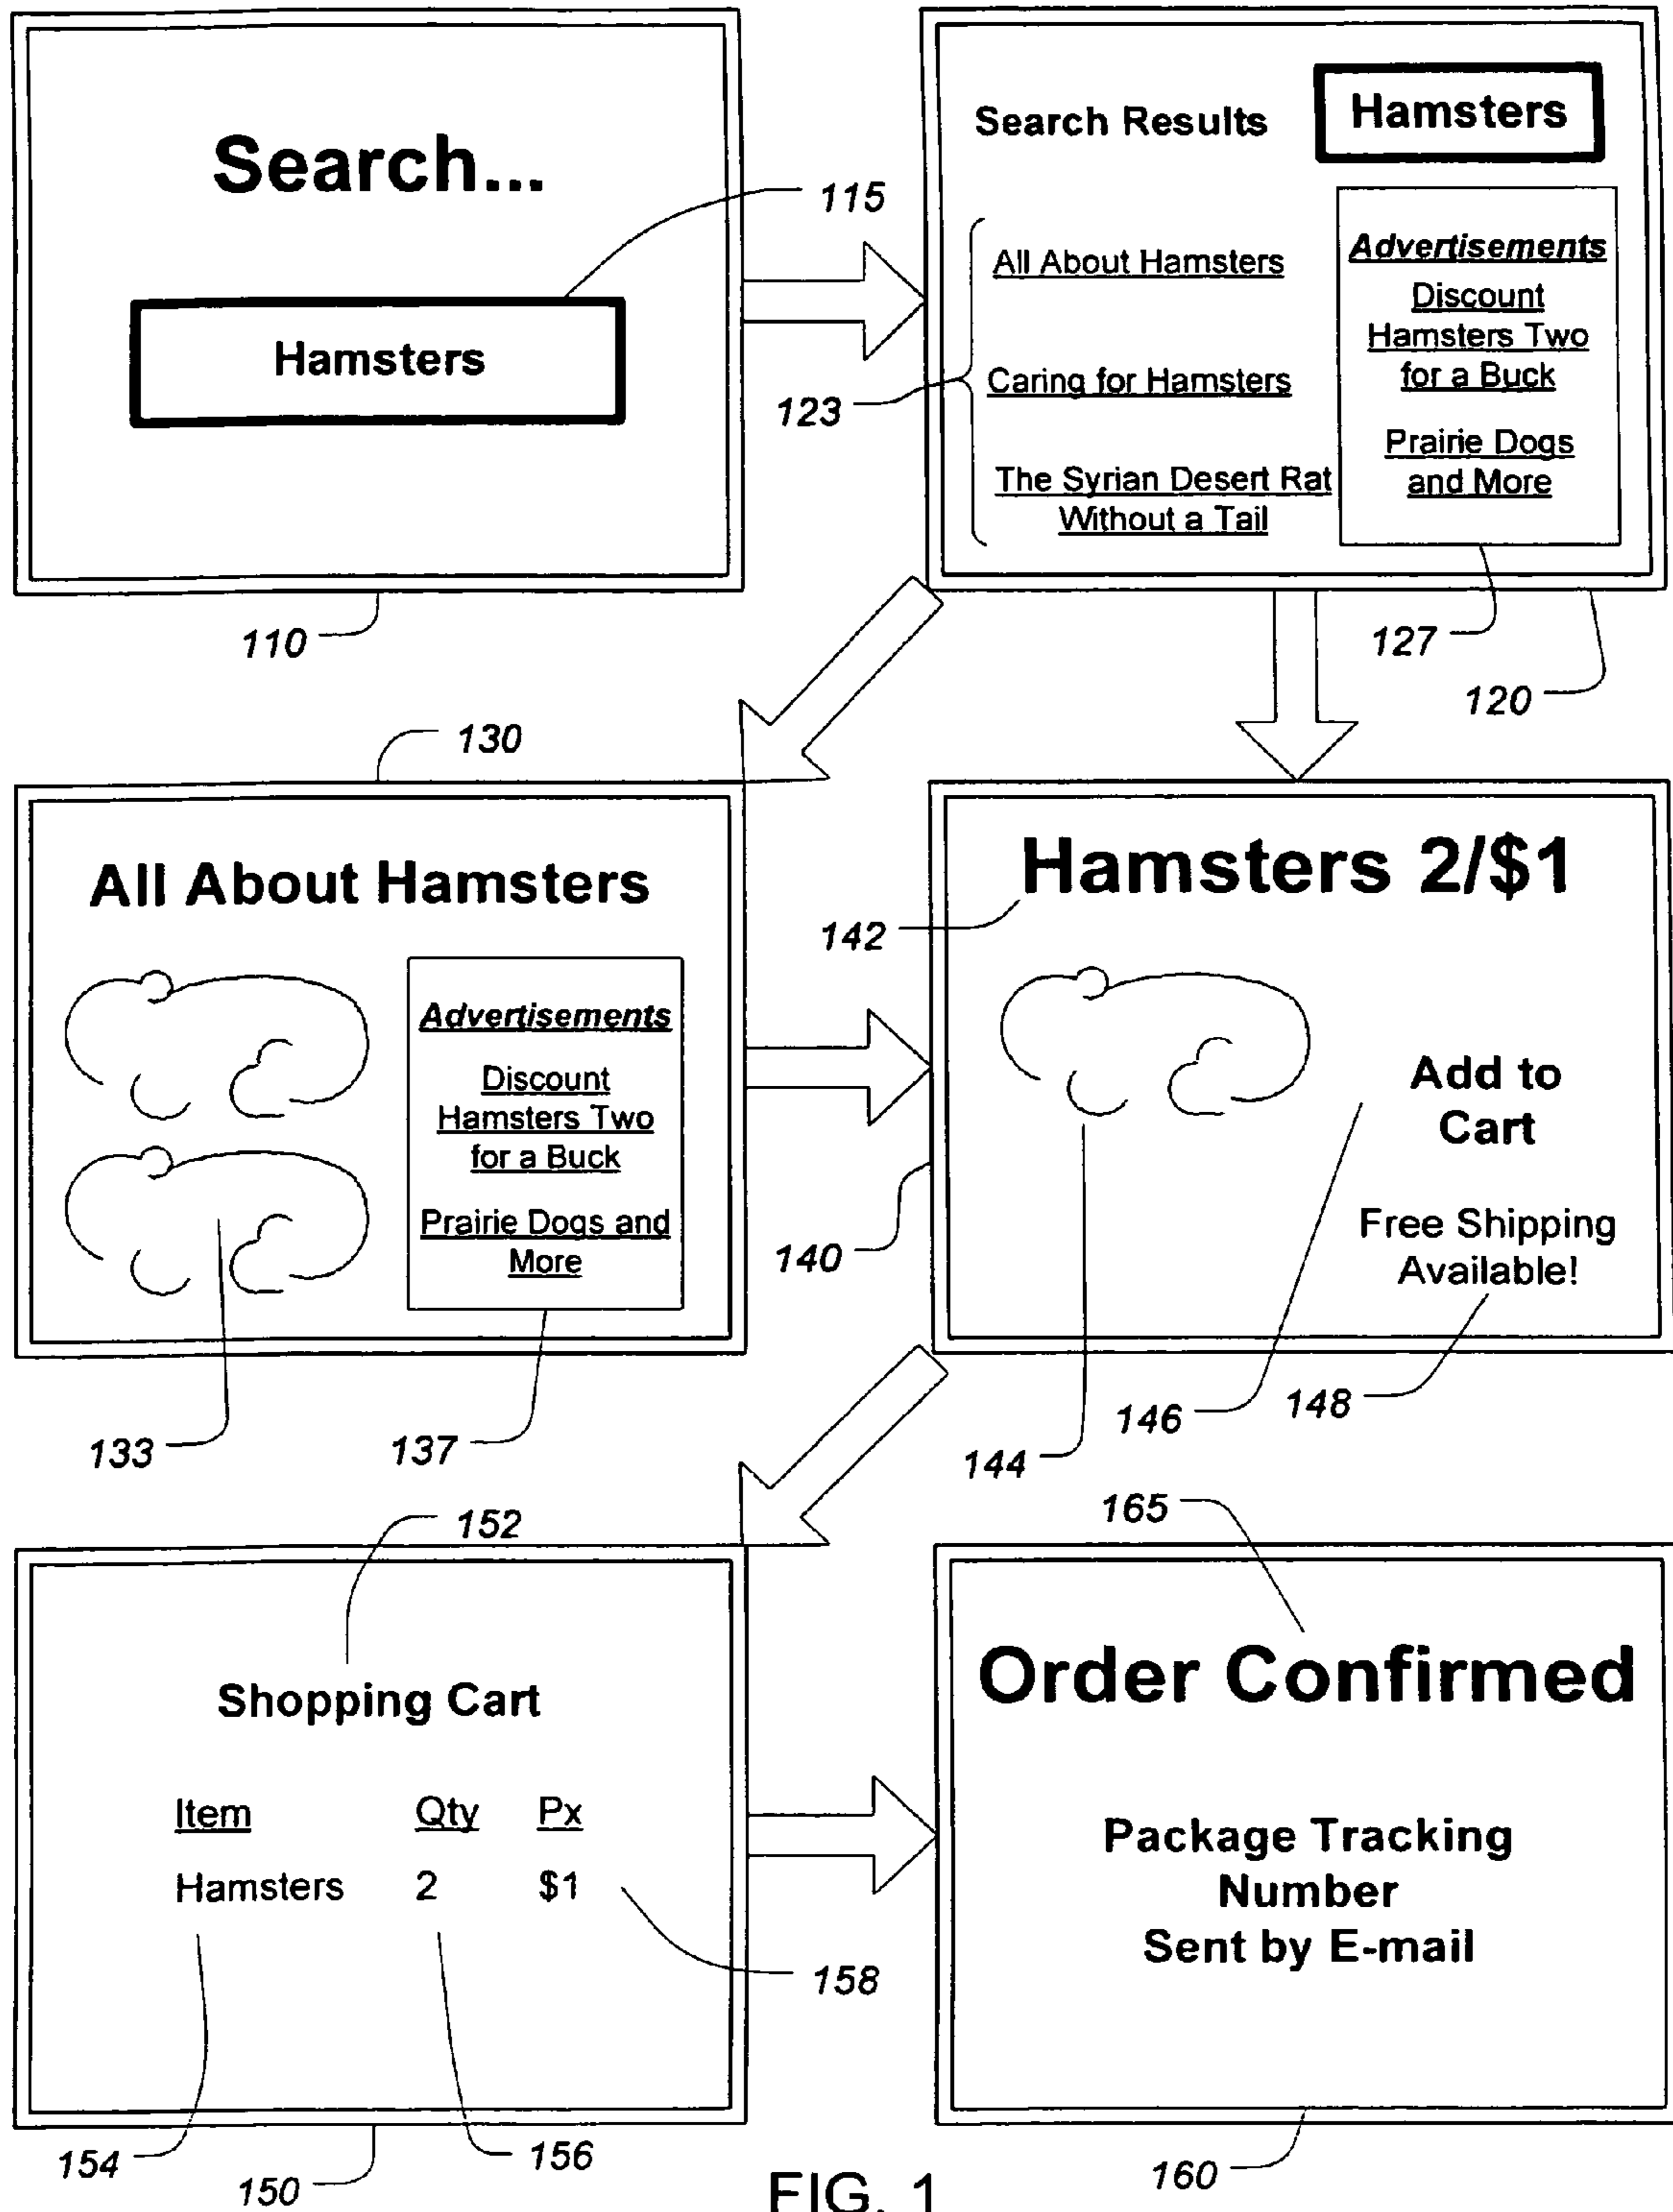 Search...
Hamsters
115
110
Search Results
Hamsters
All About Hamsters
Caring for Hamsters
The Syrian Desert Rat
Without a Tail
123
Advertisements
Discount
Hamsters Two
for a Buck
Prairie Dogs
and More
127
120
130
All About Hamsters
Advertisements
Discount
Hamsters Two
for a Buck
Prairie Dogs and
More
133
137
Hamsters 2/$1
142
Add to
Cart
Free Shipping
Available!
140
144
146
148
152
Shopping Cart
Item Qty Px
Hamsters 2 $1
158
154
156
150
165
Order Confirmed
Package Tracking
Number
Sent by E-mail
160
FIG. 1